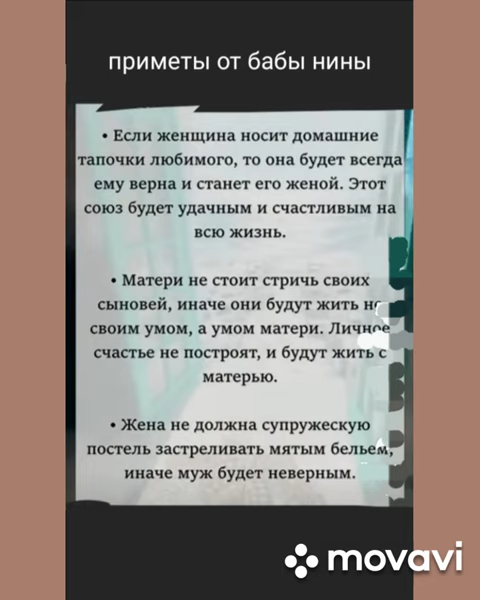 приметы от бабы нины
• Если женщина носит домашние
тапочки любимого, то она будет всегда
ему верна и станет его женой. Этот
союз будет удачным и счастливым на
всю жизнь.
• Матери не стоит стричь своих
сыновей, иначе они будут жить не
своим умом, а умом матери. Личное
счастье не построят, и будут жить с
матерью.
• Жена не должна супружескую
постель застреливать мятым бельем,
иначе муж будет неверным.
movavi